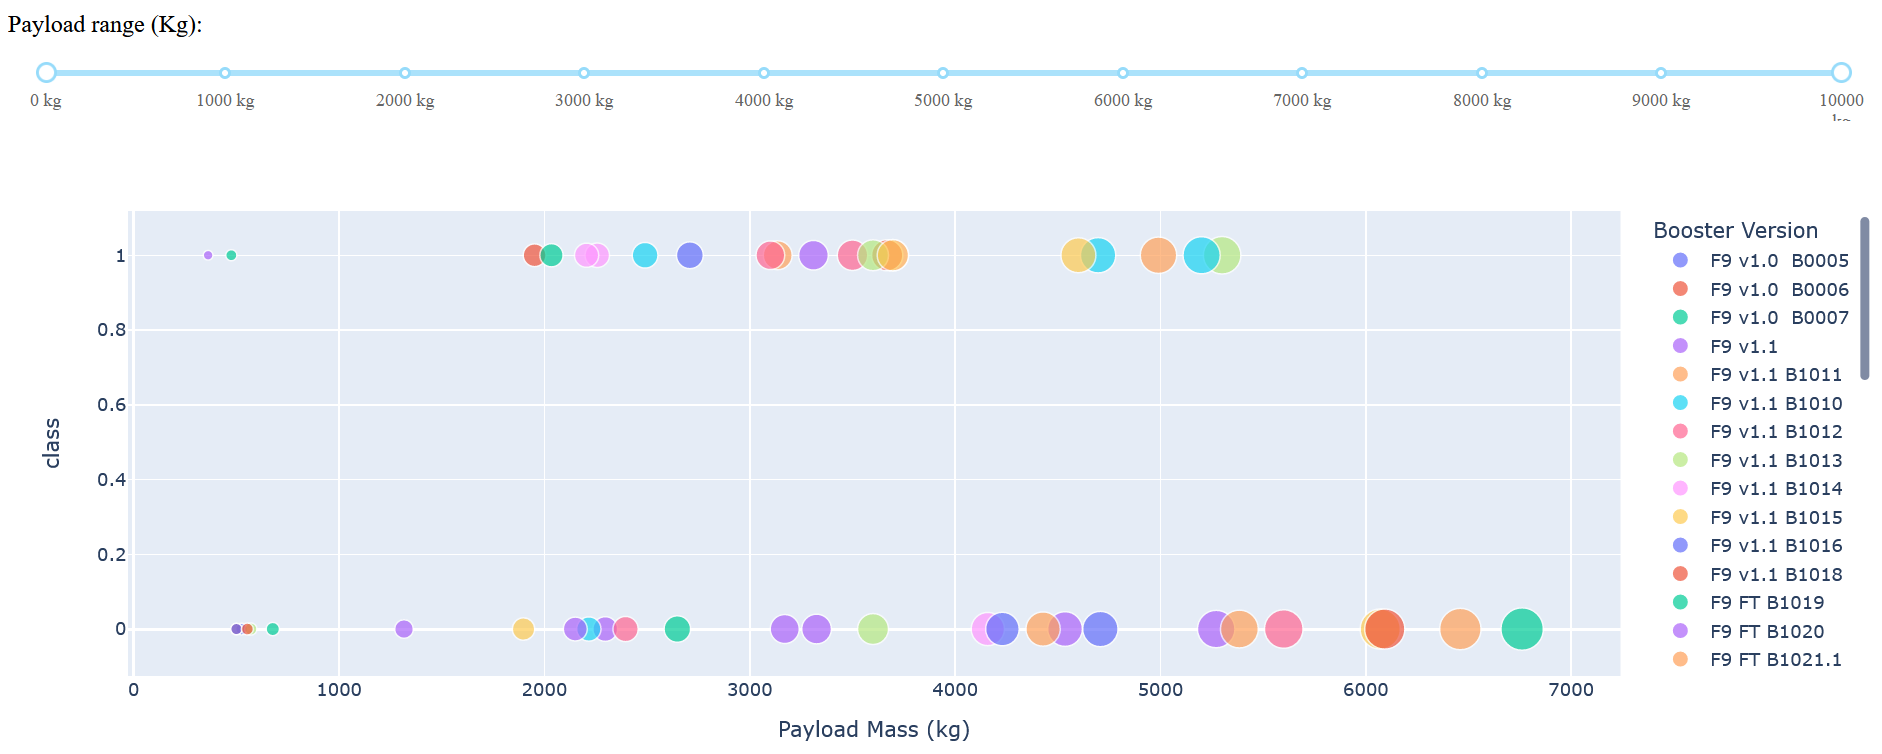 Payload range (Kg):
0 kg 1000 kg 2000 kg 3000 kg 4000 kg 5000 kg 6000 kg 7000 kg 8000 kg 9000 kg 10000
1
0.8
0.6
0.4
0.2
0
class
0 1000 2000 3000 4000 5000 6000 7000
Payload Mass (kg)
Booster Version
F9 v1.0  B0005
F9 v1.0  B0006
F9 v1.0  B0007
F9 v1.1
F9 v1.1 B1011
F9 v1.1 B1010
F9 v1.1 B1012
F9 v1.1 B1013
F9 v1.1 B1014
F9 v1.1 B1015
F9 v1.1 B1016
F9 v1.1 B1018
F9 FT B1019
F9 FT B1020
F9 FT B1021.1